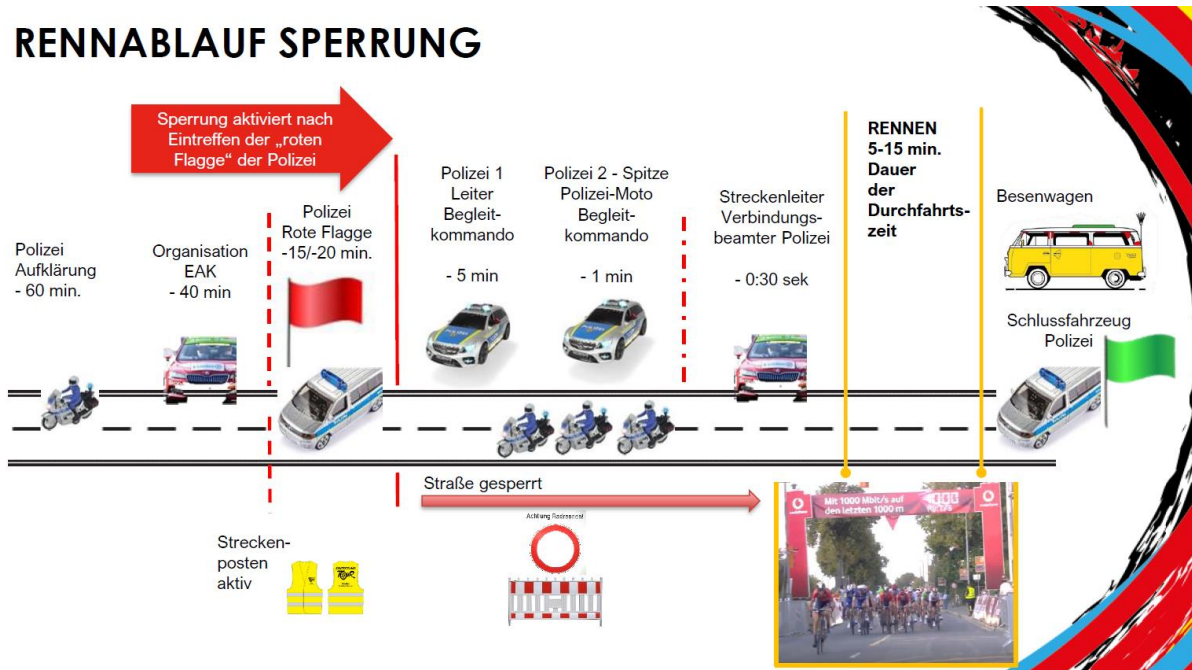 RENNABLAUF SPERRUNG
Sperrung aktiviert nach
Eintreffen der „roten
Flagge“ der Polizei
Polizei
Aufklärung
- 60 min.
Organisation
EAK
- 40 min
Polizei
Rote Flagge
-15/-20 min.
Polizei 1
Leiter
Begleit-
kommando
- 5 min
Polizei 2 - Spitze
Polizei-Moto
Begleit-
kommando
- 1 min
Streckenleiter
Verbindungs-
beamter Polizei
- 0:30 sek
RENNEN
5-15 min.
Dauer
der
Durchfahrts-
zeit
Besenwagen
Schlussfahrzeug
Polizei
Strecken-
posten
aktiv
Straße gesperrt
Achtung Radrennen!
Mit 1000 Mbit/s auf
den letzten 1000 m
vodafone